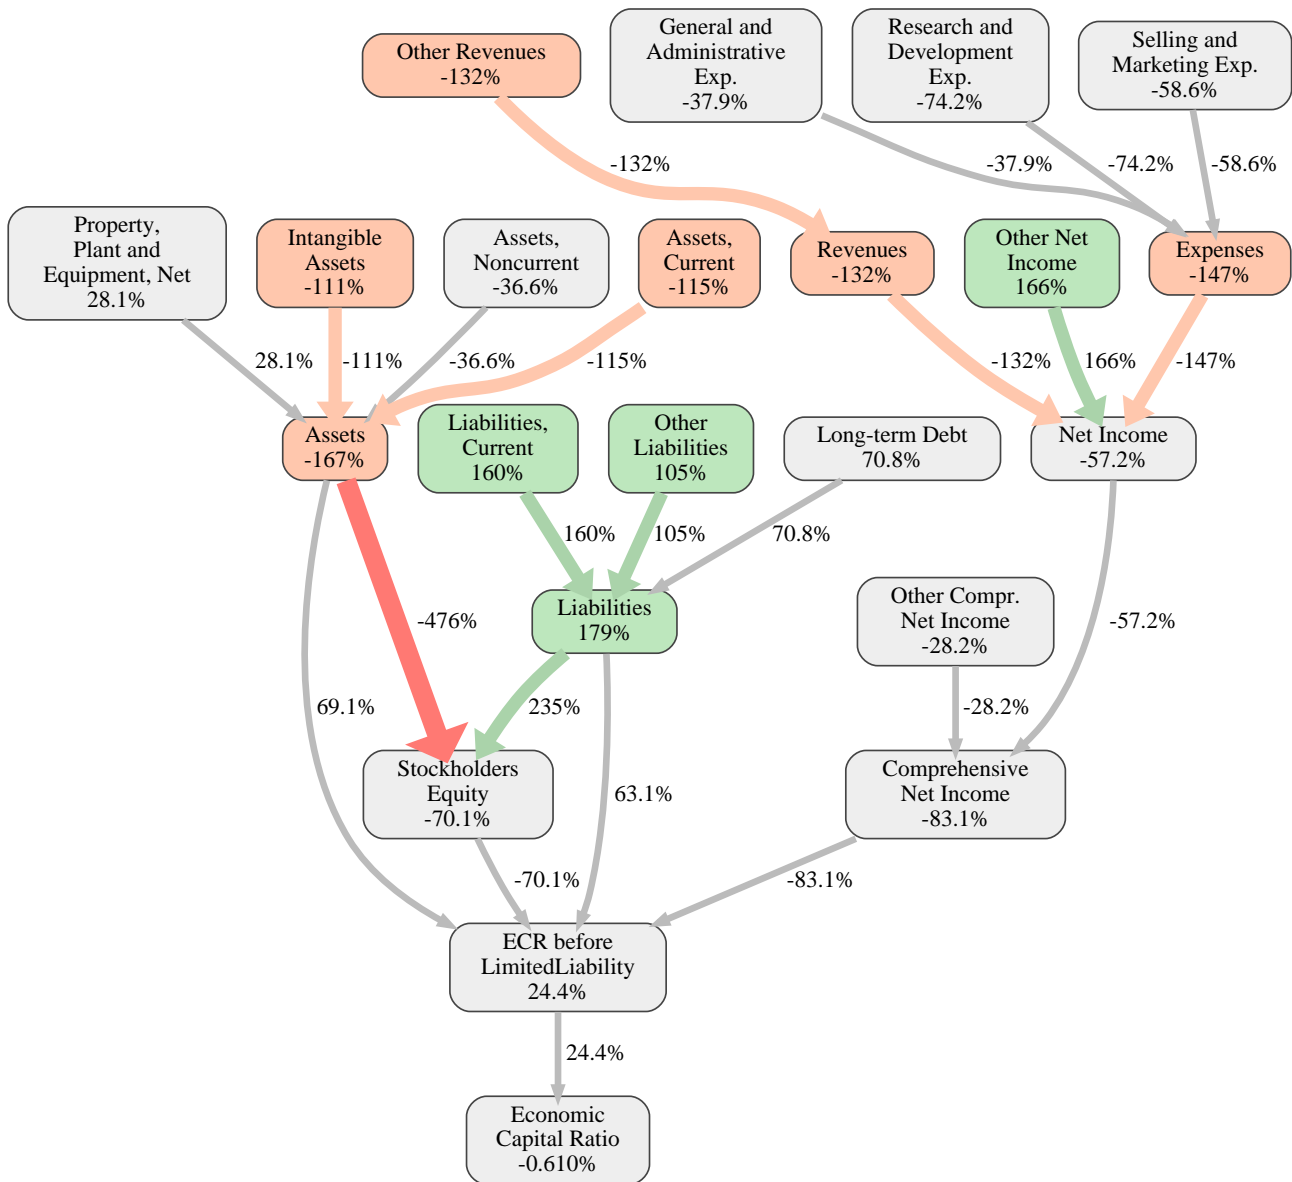 Other Revenues
-132%
General and
Administrative
Exp.
-37.9%
Research and
Development
Exp.
-74.2%
Selling and
Marketing Exp.
-58.6%
-132%
-37.9%
-74.2%
-58.6%
Property,
Plant and
Equipment, Net
28.1%
Intangible
Assets
-111%
Assets,
Noncurrent
-36.6%
Assets,
Current
-115%
Revenues
-132%
Other Net
Income
166%
Expenses
-147%
28.1%
-111%
-36.6%
-115%
-132%
166%
-147%
Assets
-167%
Liabilities,
Current
160%
Other
Liabilities
105%
Long-term Debt
70.8%
Net Income
-57.2%
160%
105%
70.8%
-476%
Liabilities
179%
Other Compr.
Net Income
-28.2%
-57.2%
69.1%
235%
-28.2%
Stockholders
Equity
-70.1%
63.1%
Comprehensive
Net Income
-83.1%
-70.1%
-83.1%
ECR before
LimitedLiability
24.4%
24.4%
Economic
Capital Ratio
-0.610%